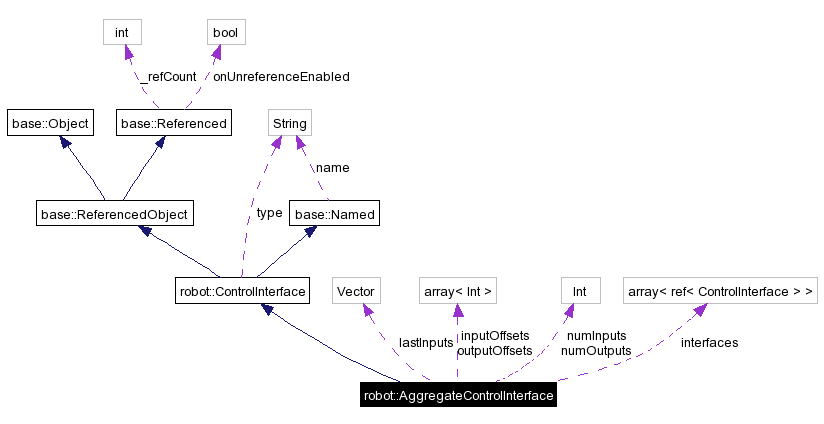 int
bool
_refCount
onUnreferenceEnabled
base::Object
base::Referenced
String
name
base::ReferencedObject
type
base::Named
robot::ControlInterface
Vector
array< Int >
Int
array< ref< ControlInterface > >
lastInputs
inputOffsets
outputOffsets
numInputs
numOutputs
interfaces
robot::AggregateControlInterface